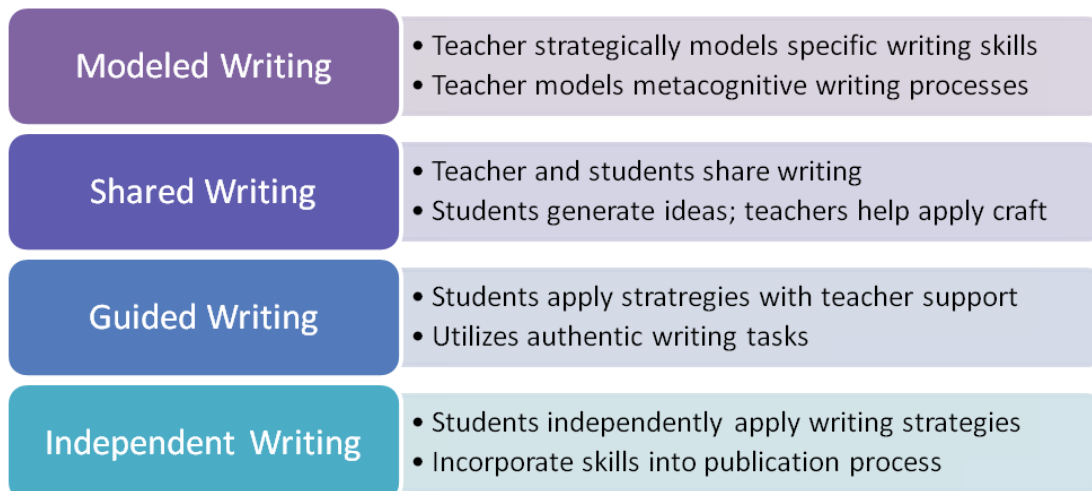 Modeled Writing
• Teacher strategically models specific writing skills
• Teacher models metacognitive writing processes
Shared Writing
• Teacher and students share writing
• Students generate ideas; teachers help apply craft
Guided Writing
• Students apply stratregies with teacher support
• Utilizes authentic writing tasks
Independent Writing
• Students independently apply writing strategies
• Incorporate skills into publication process